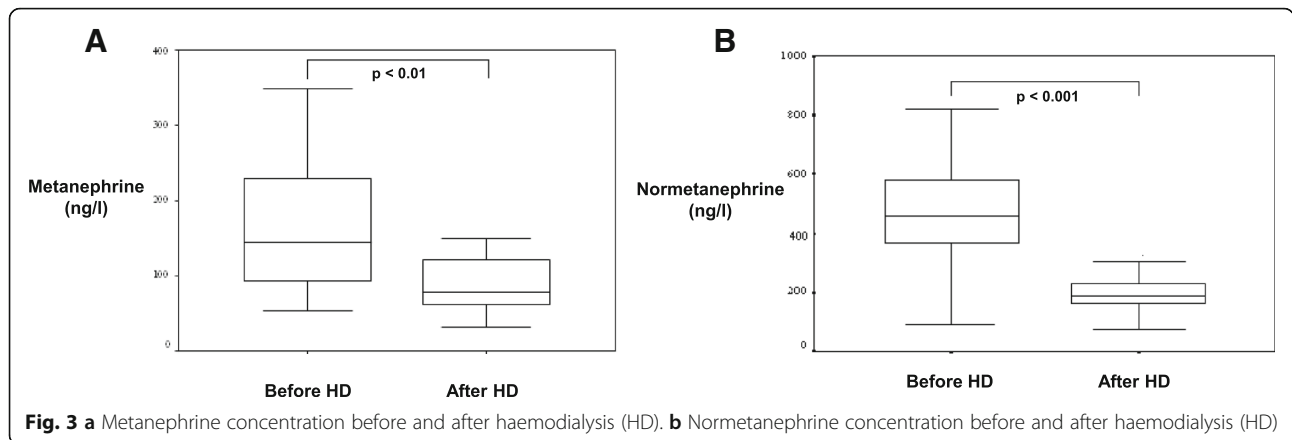 A
400
300
200
100
0
Metanephrine
(ng/l)
p < 0.01
Before HD
After HD
B
1000
800
600
400
200
0
Normetanephrine
(ng/l)
p < 0.001
Before HD
After HD
Fig. 3 a Metanephrine concentration before and after haemodialysis (HD). b Normetanephrine concentration before and after haemodialysis (HD)